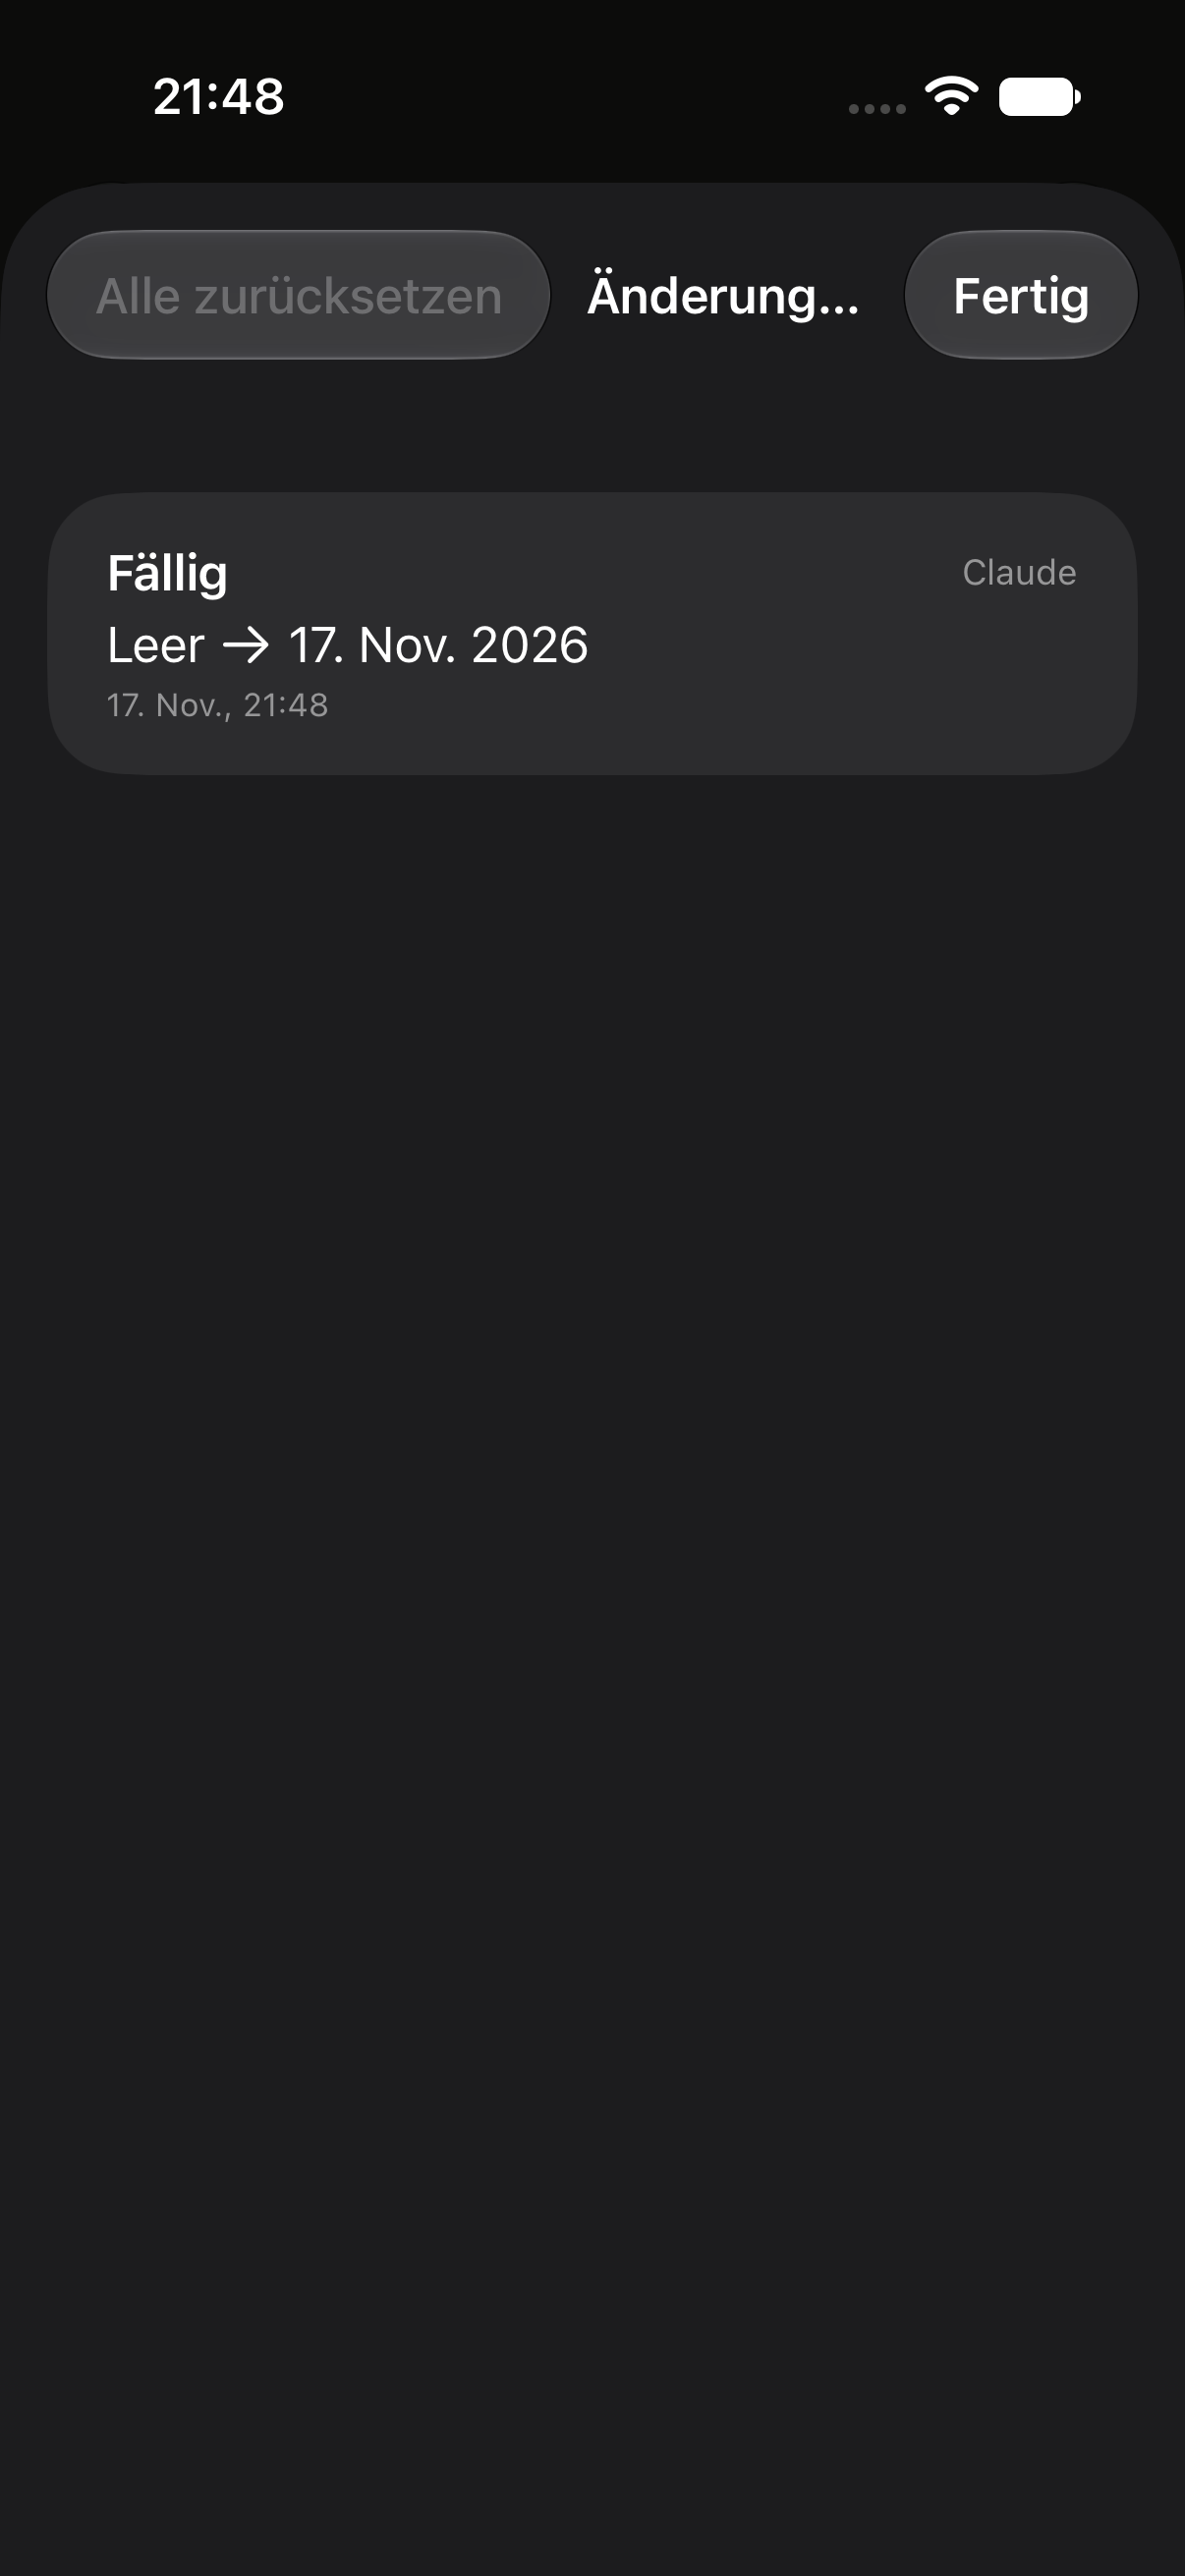 21:48
Alle zurücksetzen Änderung... Fertig
Fällig Claude
Leer → 17. Nov. 2026
17. Nov., 21:48